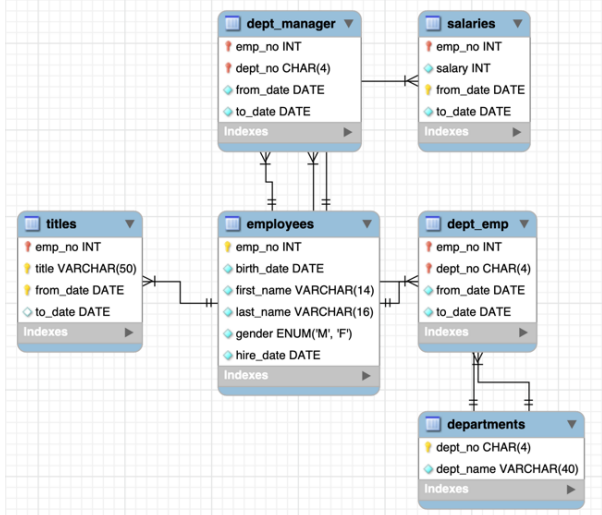 dept_manager
emp_no INT
dept_no CHAR(4)
from_date DATE
to_date DATE
Indexes
salaries
emp_no INT
salary INT
from_date DATE
to_date DATE
Indexes
titles
emp_no INT
title VARCHAR(50)
from_date DATE
to_date DATE
Indexes
employees
emp_no INT
birth_date DATE
first_name VARCHAR(14)
last_name VARCHAR(16)
gender ENUM('M', 'F')
hire_date DATE
Indexes
dept_emp
emp_no INT
dept_no CHAR(4)
from_date DATE
to_date DATE
Indexes
departments
dept_no CHAR(4)
dept_name VARCHAR(40)
Indexes